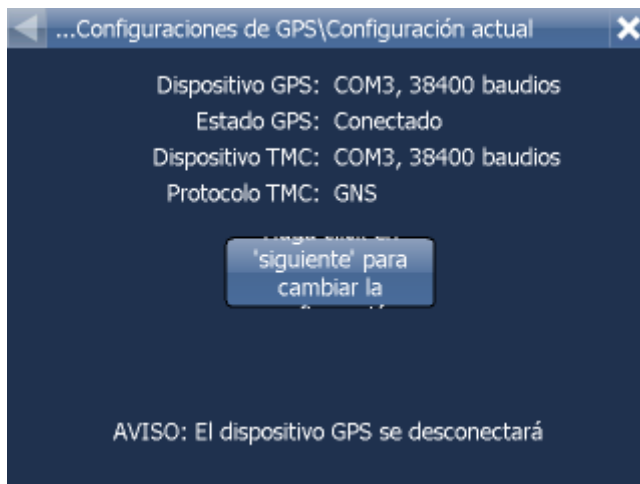 ...Configuraciones de GPS\Configuración actual
Dispositivo GPS: COM3, 38400 baudios
Estado GPS: Conectado
Dispositivo TMC: COM3, 38400 baudios
Protocolo TMC: GNS
'siguiente' para
cambiar la
AVISO: El dispositivo GPS se desconectará